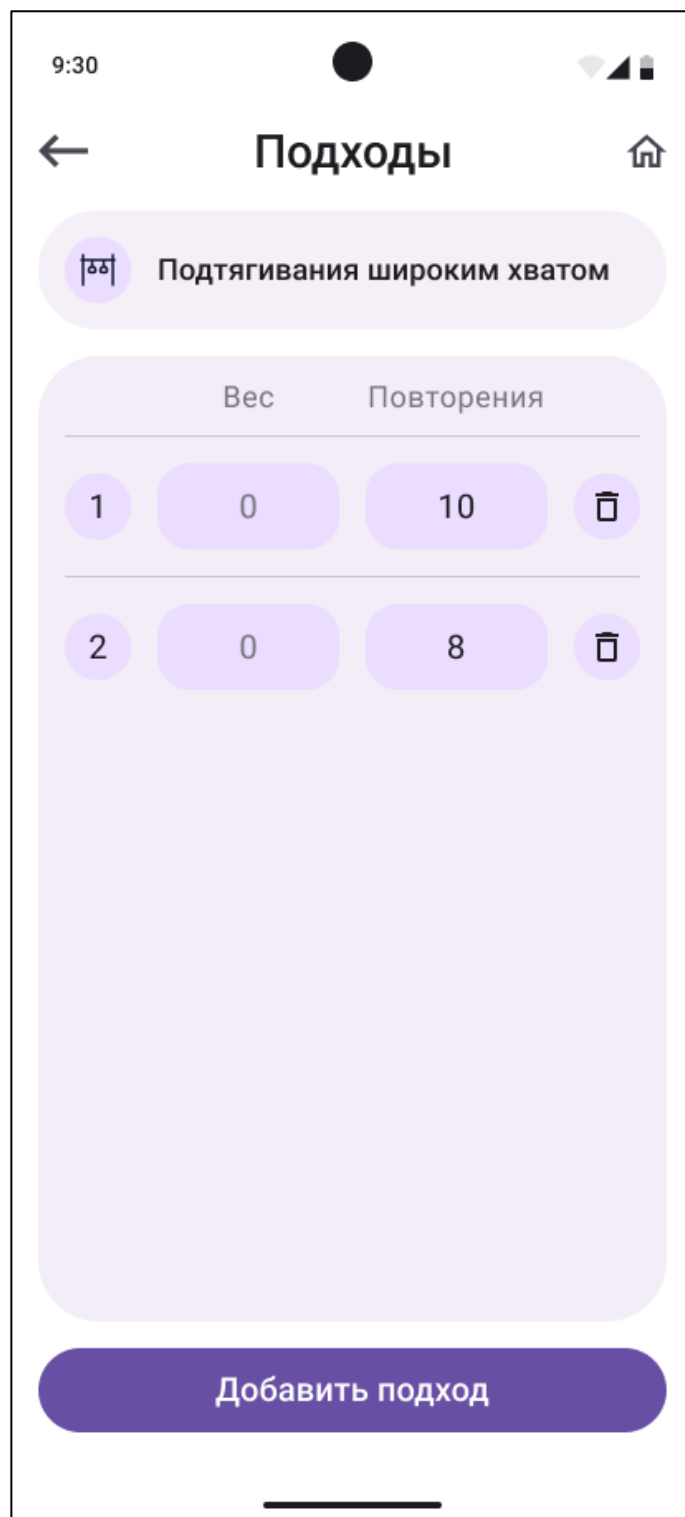 9:30
Подходы
Подтягивания широким хватом
Вес Повторения
1 0 10
2 0 8
Добавить подход